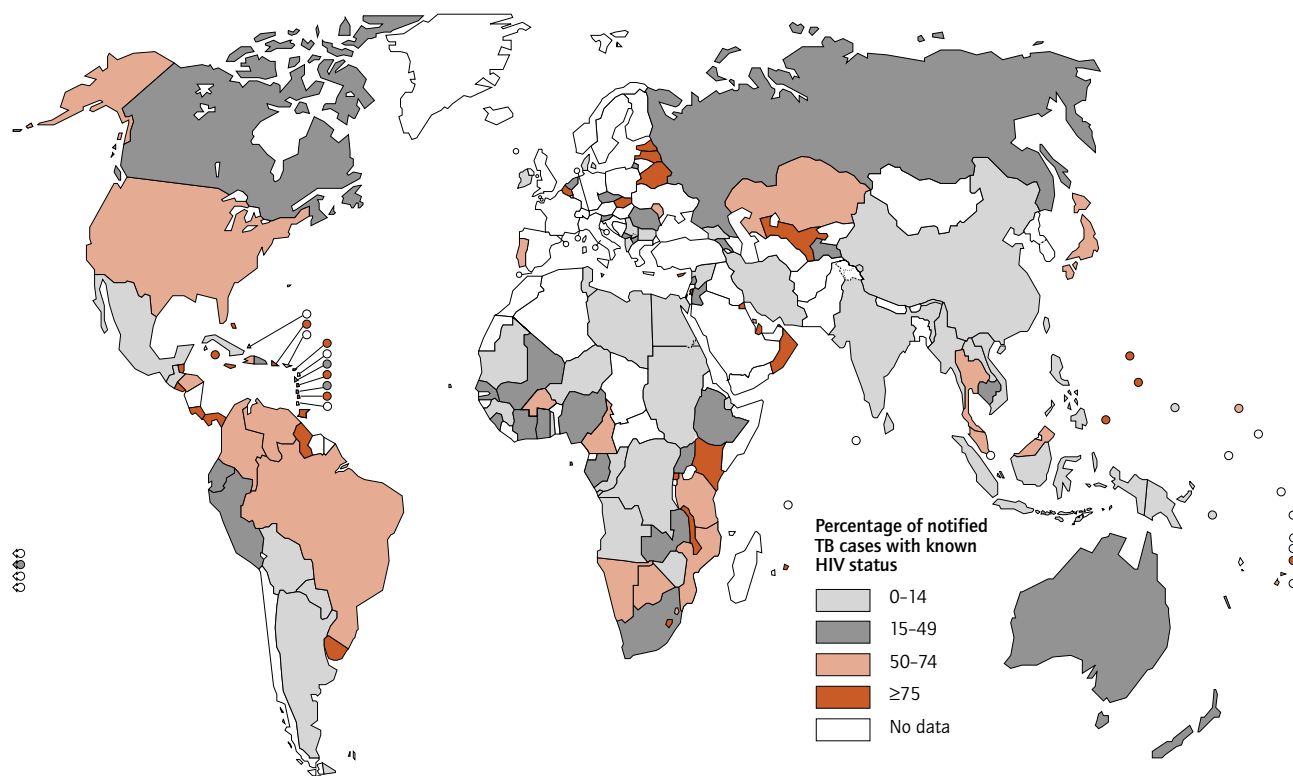 Percentage of notified
TB cases with known
HIV status
0–14
15–49
50–74
≥75
No data